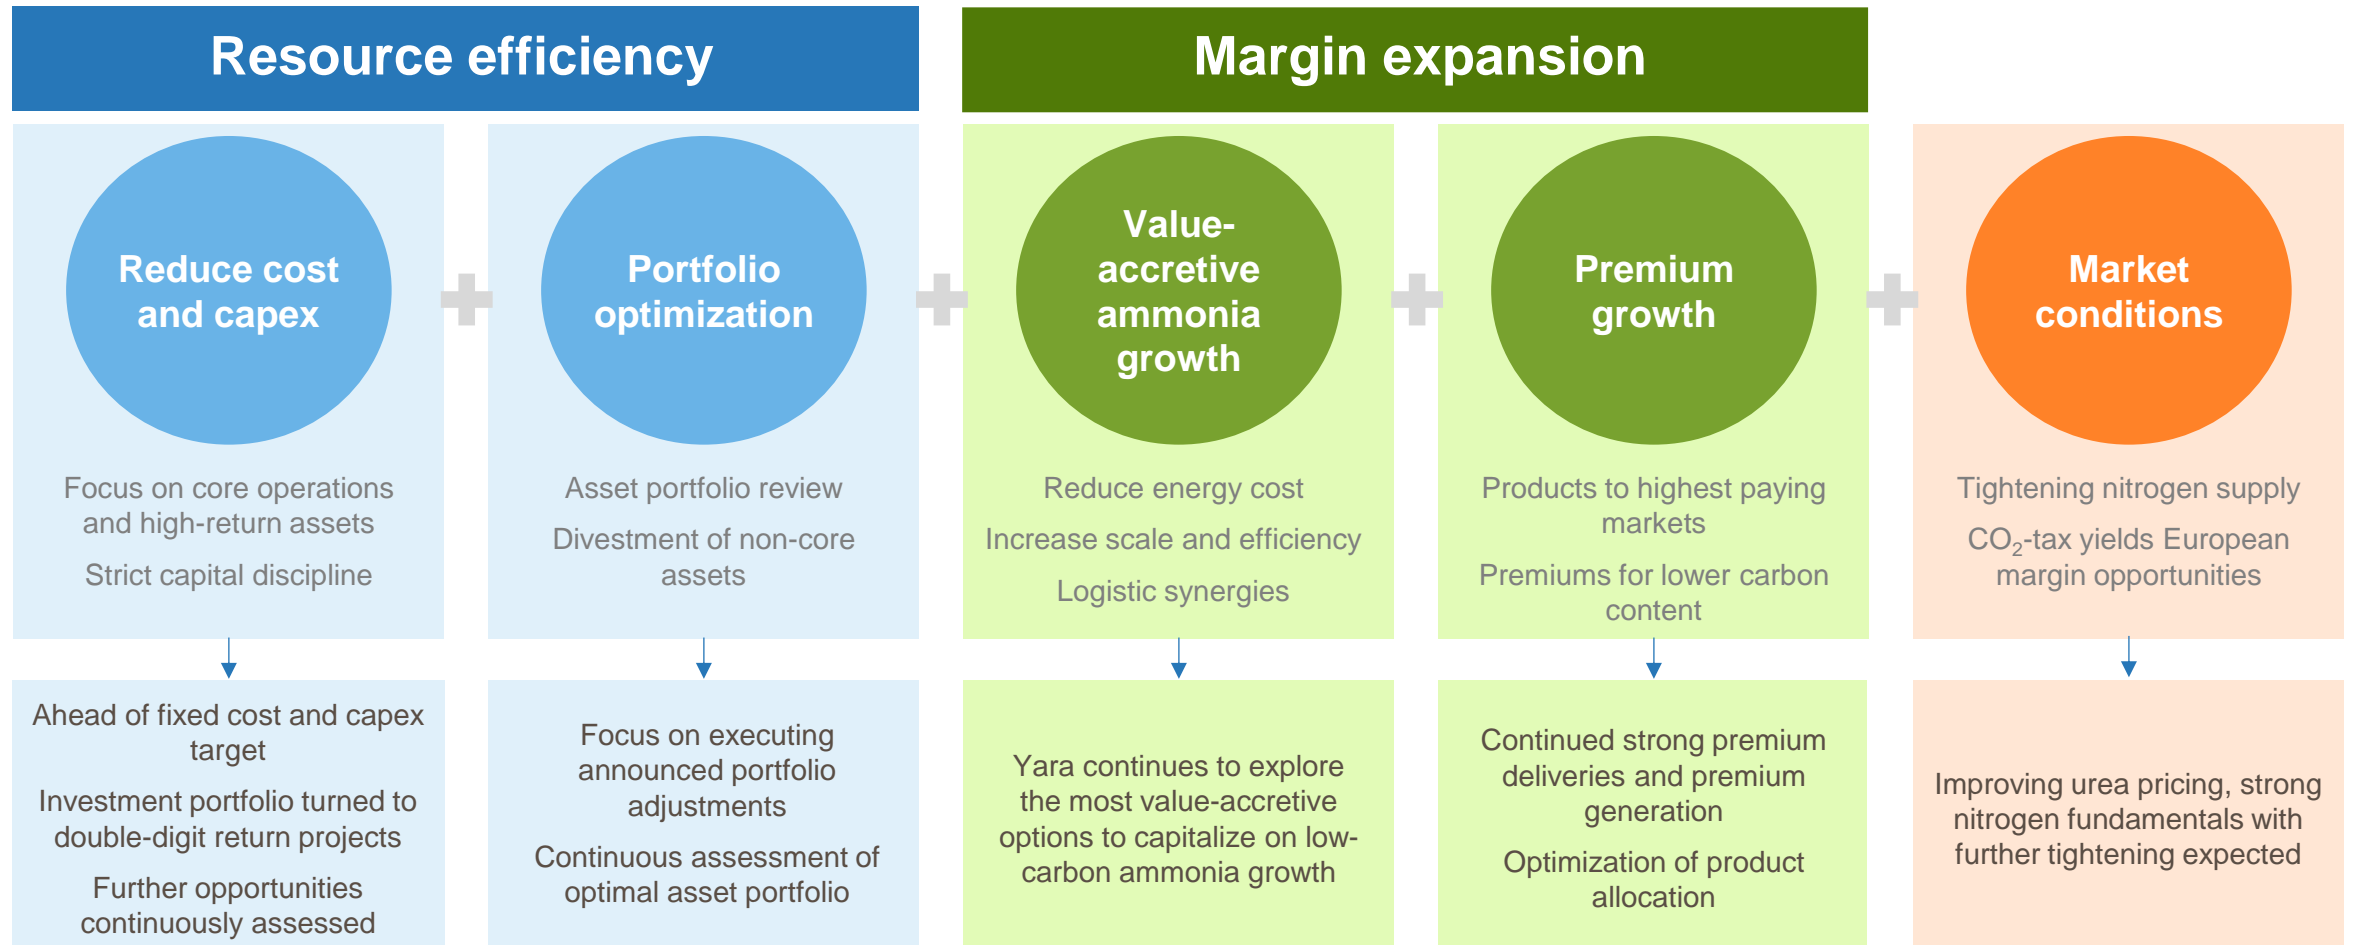 Resource efficiency
Margin expansion
Reduce cost
and capex
Focus on core operations
and high-return assets
Strict capital discipline
Ahead of fixed cost and capex
target
Investment portfolio turned to
double-digit return projects
Further opportunities
continuously assessed
Portfolio
optimization
Asset portfolio review
Divestment of non-core
assets
Focus on executing
announced portfolio
adjustments
Continuous assessment of
optimal asset portfolio
Value-
accretive
ammonia
growth
Reduce energy cost
Increase scale and efficiency
Logistic synergies
Yara continues to explore
the most value-accretive
options to capitalize on low-
carbon ammonia growth
Premium
growth
Products to highest paying
markets
Premiums for lower carbon
content
Continued strong premium
deliveries and premium
generation
Optimization of product
allocation
Market
conditions
Tightening nitrogen supply
CO₂-tax yields European
margin opportunities
Improving urea pricing, strong
nitrogen fundamentals with
further tightening expected